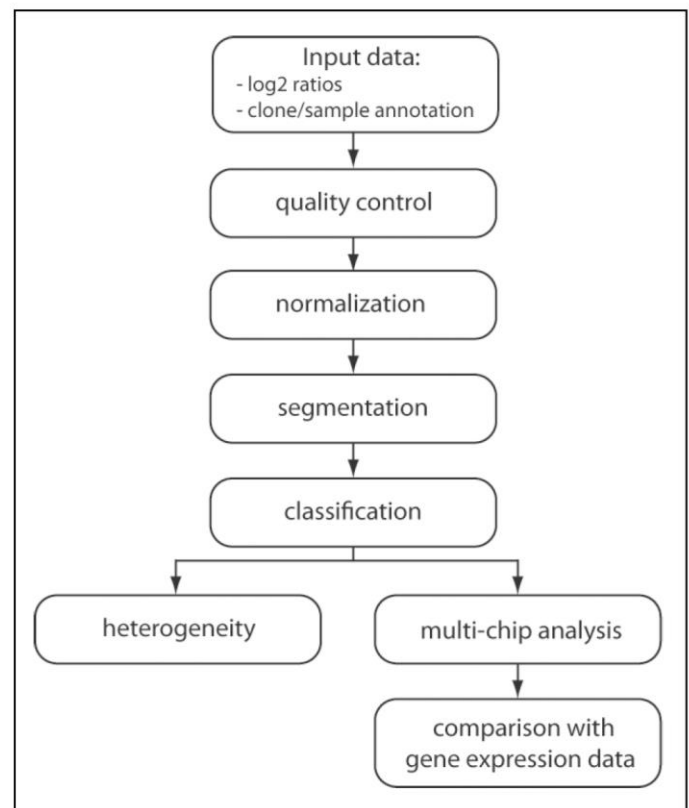 Input data:
- log2 ratios
- clone/sample annotation
quality control
normalization
segmentation
classification
heterogeneity
multi-chip analysis
comparison with
gene expression data